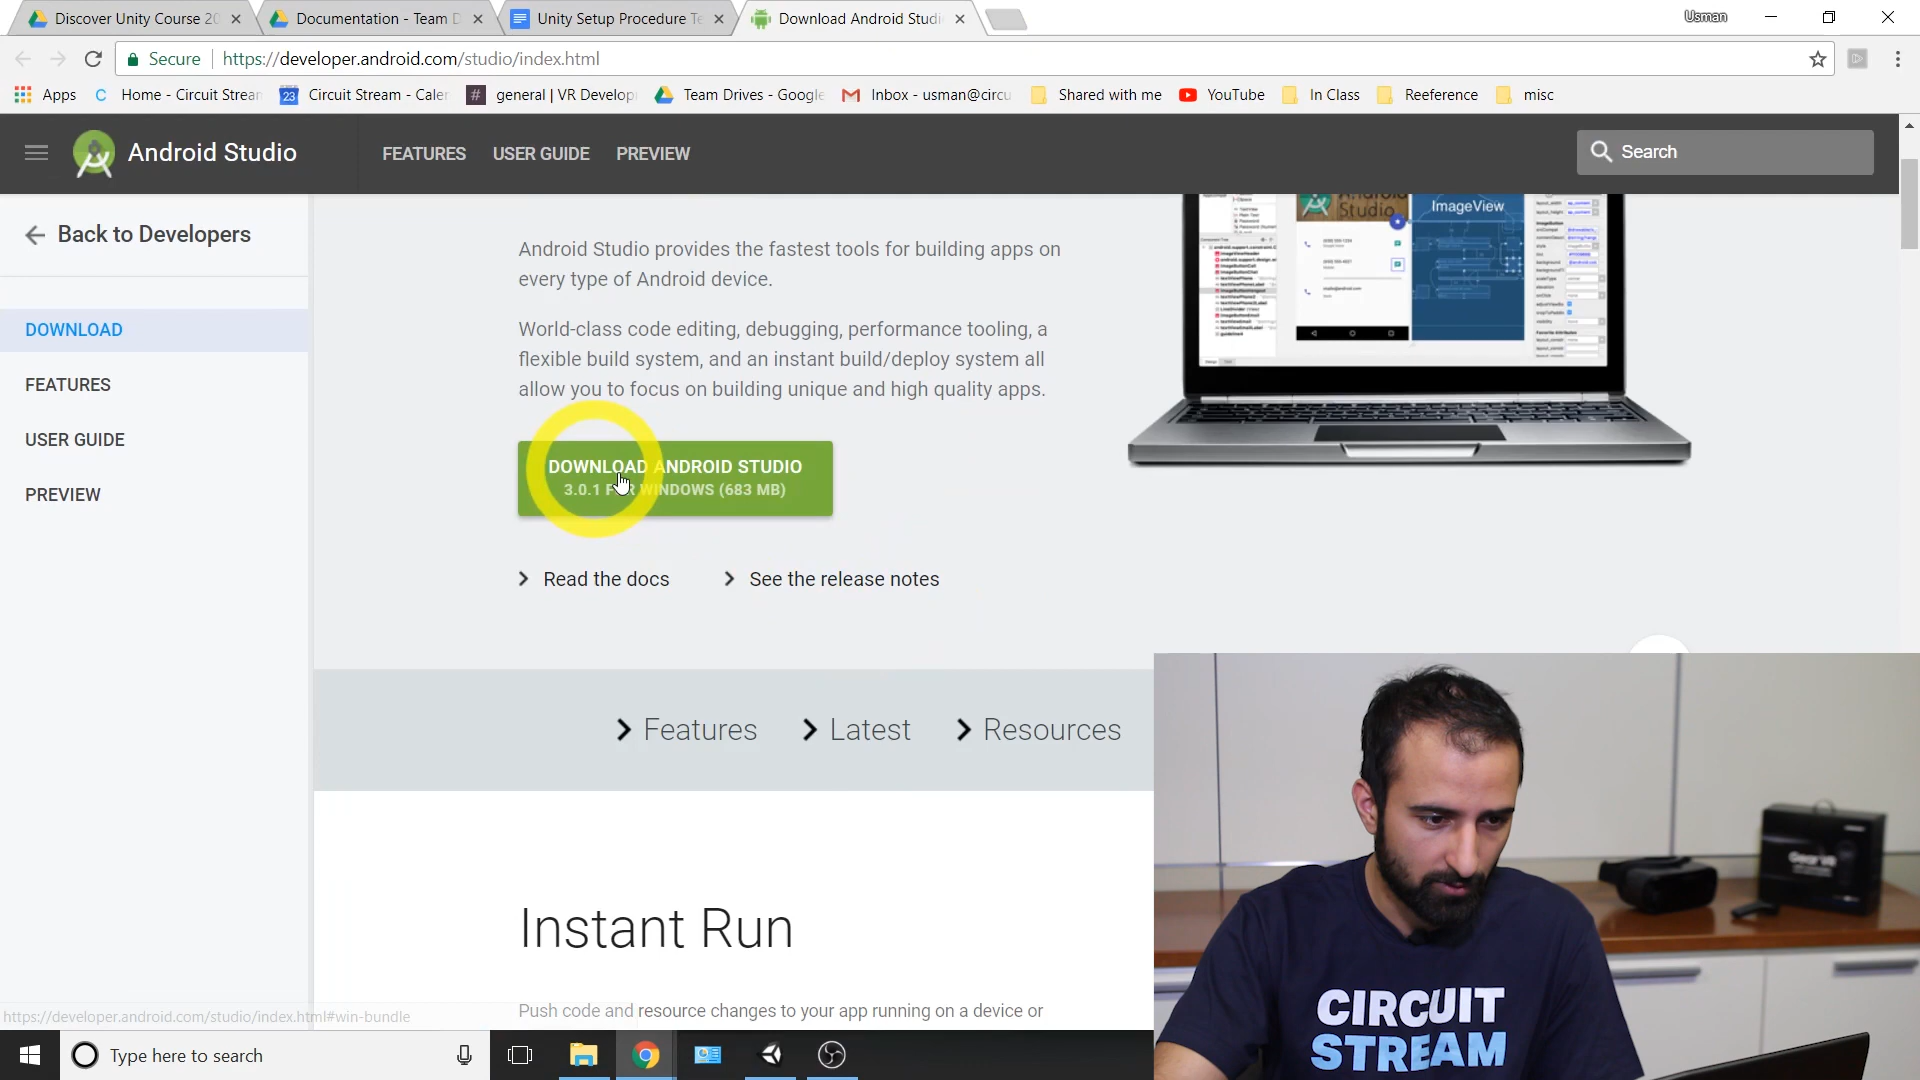 Discover Unity Course 20
Documentation - Team D
Unity Setup Procedure Te
Download Android Studi
Usman
Secure
https://developer.android.com/studio/index.html
Apps
Home - Circuit Stream
23
Circuit Stream - Caler
#
general | VR Develop
Team Drives - Google
Inbox - usman@circu
Shared with me
YouTube
In Class
Reeference
misc
Android Studio
FEATURES
USER GUIDE
PREVIEW
Search
Back to Developers
DOWNLOAD
FEATURES
USER GUIDE
PREVIEW
Android
Studio
ImageView
Android Studio provides the fastest tools for building apps on
every type of Android device.
World-class code editing, debugging, performance tooling, a
flexible build system, and an instant build/deploy system all
allow you to focus on building unique and high quality apps.
DOWNLOAD ANDROID STUDIO
3.0.1 FOR WINDOWS (683 MB)
Read the docs
See the release notes
Features
Latest
Resources
Instant Run
Push code and resource changes to your app running on a device or
https://developer.android.com/studio/index.html#win-bundle
Type here to search
Gear VR
CIRCUIT
STREAM